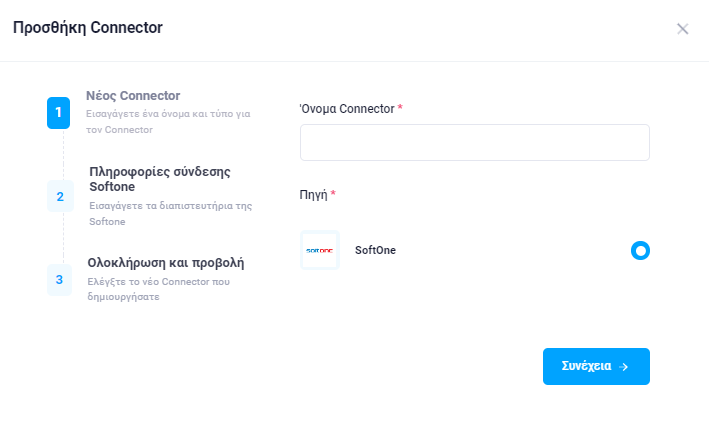 Προσθήκη Connector
1
Νέος Connector
Εισαγάγετε ένα όνομα και τύπο για
τον Connector
2
Πληροφορίες σύνδεσης
Softone
Εισαγάγετε τα διαπιστευτήρια της
Softone
3
Ολοκλήρωση και προβολή
Ελέγξτε το νέο Connector που
δημιουργήσατε
'Ονομα Connector *
Πηγή *
softone
SoftOne
Συνέχεια →